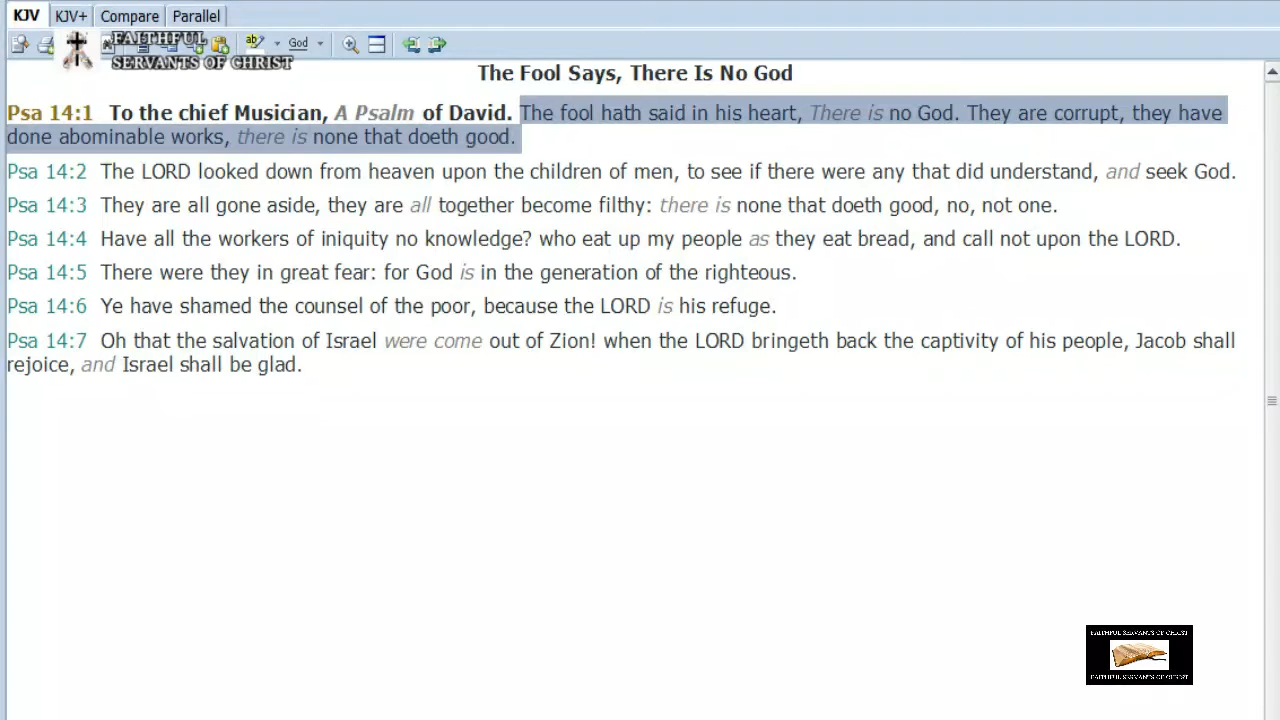 KJV KJV+ Compare Parallel
God
FAITHFUL
SERVANTS OF CHRIST
The Fool Says, There Is No God
Psa 14:1 To the chief Musician, A Psalm of David. The fool hath said in his heart, There is no God. They are corrupt, they have
done abominable works, there is none that doeth good.
Psa 14:2 The LORD looked down from heaven upon the children of men, to see if there were any that did understand, and seek God.
Psa 14:3 They are all gone aside, they are all together become filthy: there is none that doeth good, no, not one.
Psa 14:4 Have all the workers of iniquity no knowledge? who eat up my people as they eat bread, and call not upon the LORD.
Psa 14:5 There were they in great fear: for God is in the generation of the righteous.
Psa 14:6 Ye have shamed the counsel of the poor, because the LORD is his refuge.
Psa 14:7 Oh that the salvation of Israel were come out of Zion! when the LORD bringeth back the captivity of his people, Jacob shall
rejoice, and Israel shall be glad.
FAITHFUL SERVANTS OF CHRIST
FAITHFUL SERVANTS OF CHRIST